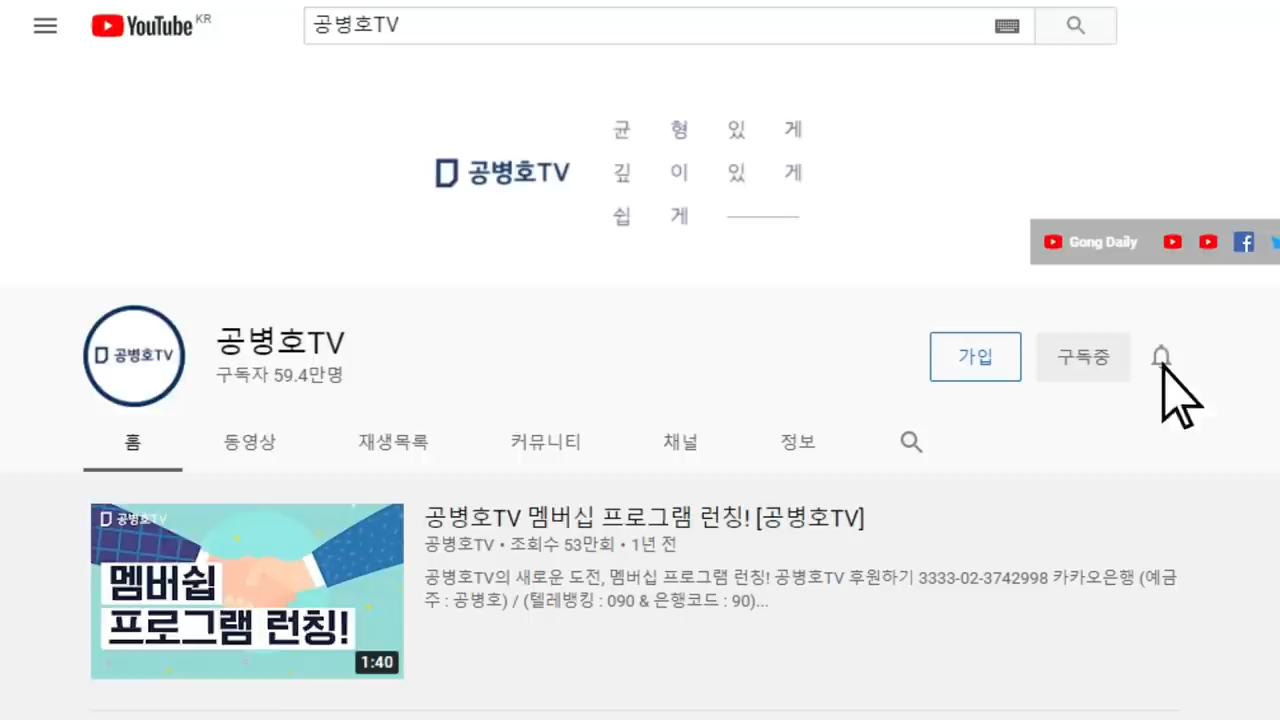 YouTube KR
공병호TV
균 형 있 게
공병호TV
깊 이 있 게
쉽 게
Gong Daily
공병호TV
공병호TV
구독자 59.4만명
가입
구독중
홈
동영상
재생목록
커뮤니티
채널
정보
공병호TV
멤버쉽
프로그램 런칭!
1:40
공병호TV 멤버십 프로그램 런칭! [공병호TV]
공병호TV • 조회수 53만회 • 1년 전
공병호TV의 새로운 도전, 멤버십 프로그램 런칭! 공병호TV 후원하기 3333-02-3742998 카카오은행 (예금
주 : 공병호) / (텔레뱅킹 : 090 & 은행코드 : 90)...